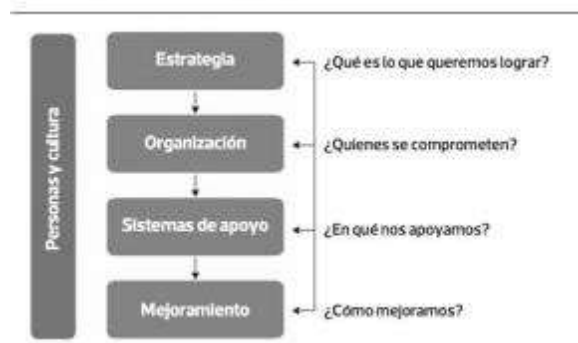 Personas y cultura
Estrategia
¿Qué es lo que queremos lograr?
Organización
¿Quienes se comprometen?
Sistemas de apoyo
¿En qué nos apoyamos?
Mejoramiento
¿Cómo mejoramos?